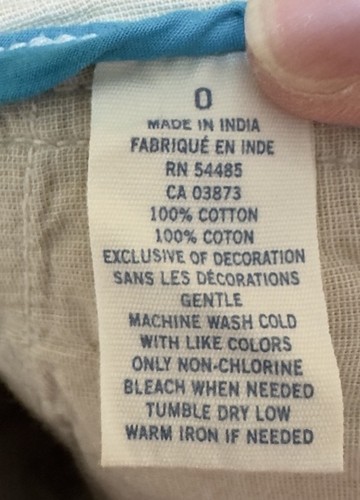 0
MADE IN INDIA
FABRIQUÉ EN INDE
RN 54485
CA 03873
100% COTTON
100% COTON
EXCLUSIVE OF DECORATION
SANS LES DÉCORATIONS
GENTLE
MACHINE WASH COLD
WITH LIKE COLORS
ONLY NON-CHLORINE
BLEACH WHEN NEEDED
TUMBLE DRY LOW
WARM IRON IF NEEDED